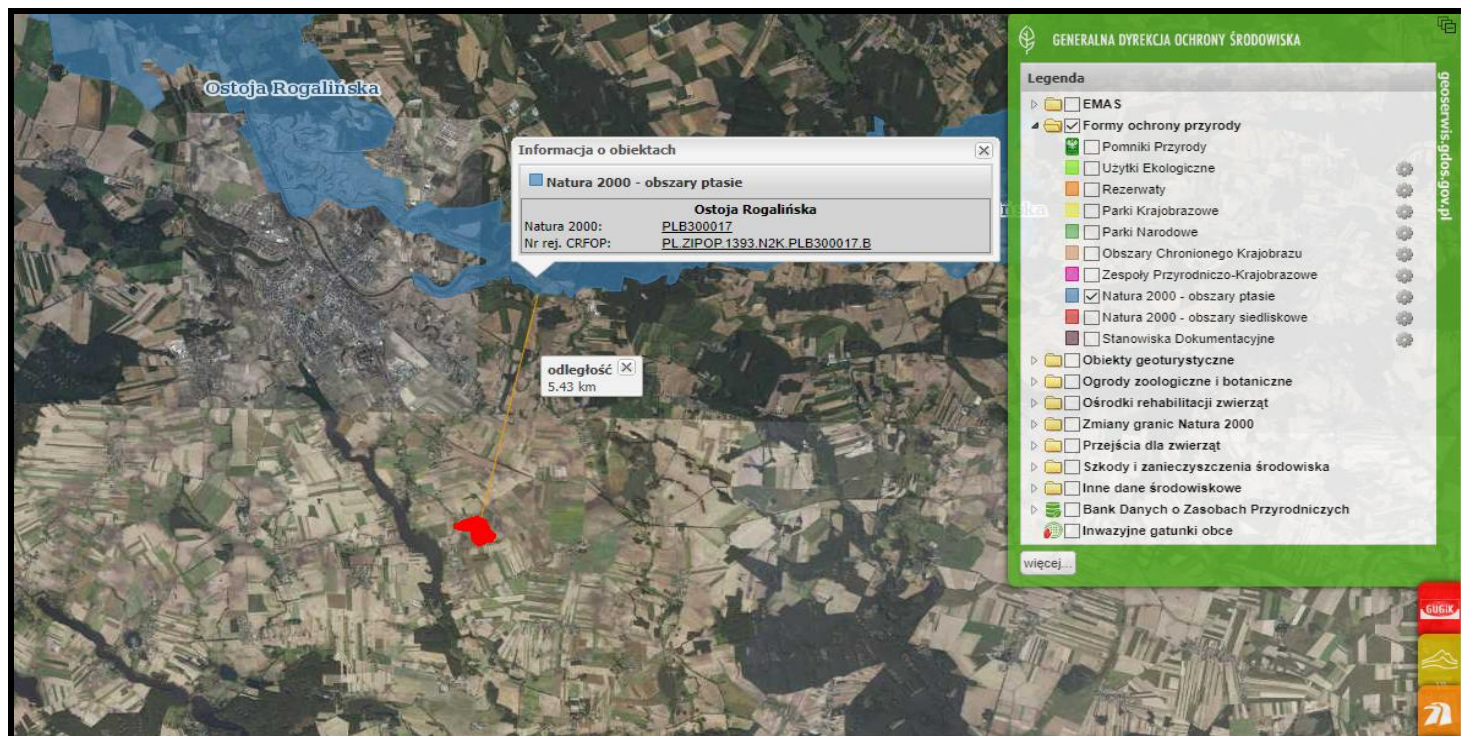 Ostoja Rogalińska
Informacja o obiektach
Natura 2000 - obszary ptasie
Ostoja Rogalińska
Natura 2000: PLB300017
Nr rej. CRFOP: PL.ZIPOP.1393.N2K.PLB300017.B
odległość
5.43 km
GENERALNA DYREKCJA OCHRONY ŚRODOWISKA
Legenda
EMAS
Formy ochrony przyrody
Pomniki Przyrody
Użytki Ekologiczne
Rezerwaty
Parki Krajobrazowe
Parki Narodowe
Obszary Chronionego Krajobrazu
Zespoły Przyrodniczo-Krajobrazowe
Natura 2000 - obszary ptasie
Natura 2000 - obszary siedliskowe
Stanowiska Dokumentacyjne
Obiekty geoturystyczne
Ogrody zoologiczne i botaniczne
Ośrodki rehabilitacji zwierząt
Zmiany granic Natura 2000
Przejścia dla zwierząt
Szkody i zanieczyszczenia środowiska
Inne dane środowiskowe
Bank Danych o Zasobach Przyrodniczych
Inwazyjne gatunki obce
więcej...
geoserwis.gdos.gov.pl
GUGiK